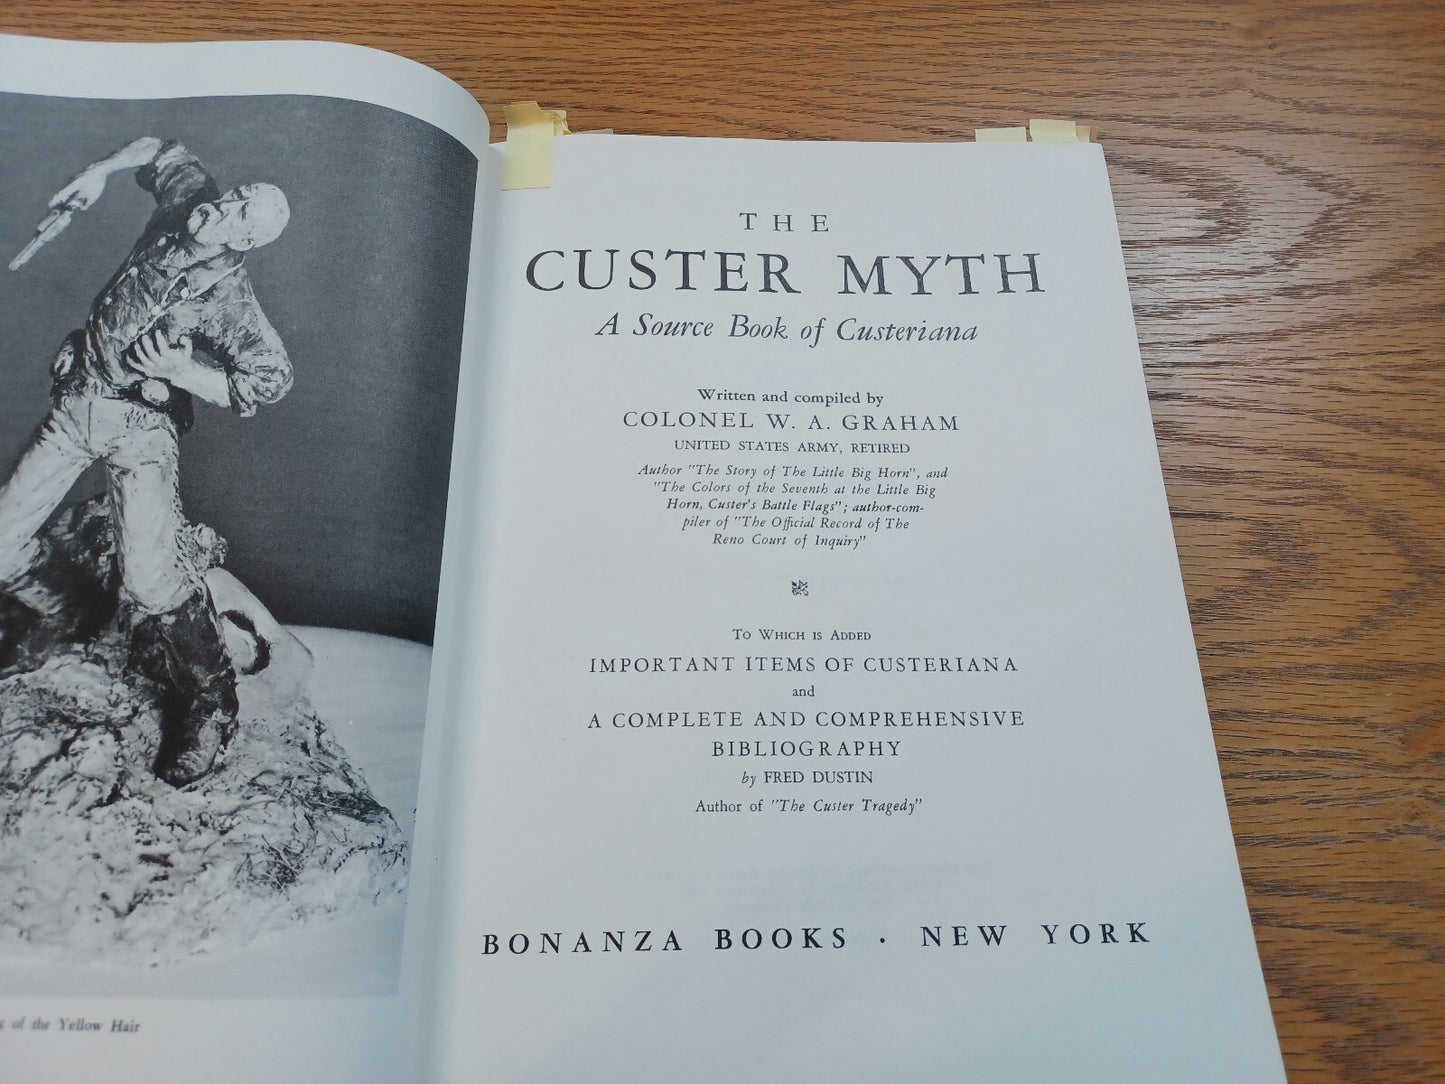 THE
CUSTER MYTH
A Source Book of Custeriana
Written and compiled by
COLONEL W. A. GRAHAM
UNITED STATES ARMY, RETIRED
Author "The Story of The Little Big Horn", and
"The Colors of the Seventh at the Little Big
Horn, Custer's Battle Flags"; author-com-
piler of "The Official Record of The
Reno Court of Inquiry"
TO WHICH IS ADDED
IMPORTANT ITEMS OF CUSTERIANA
and
A COMPLETE AND COMPREHENSIVE
BIBLIOGRAPHY
by FRED DUSTIN
Author of "The Custer Tragedy"
BONANZA BOOKS · NEW YORK
of the Yellow Hair